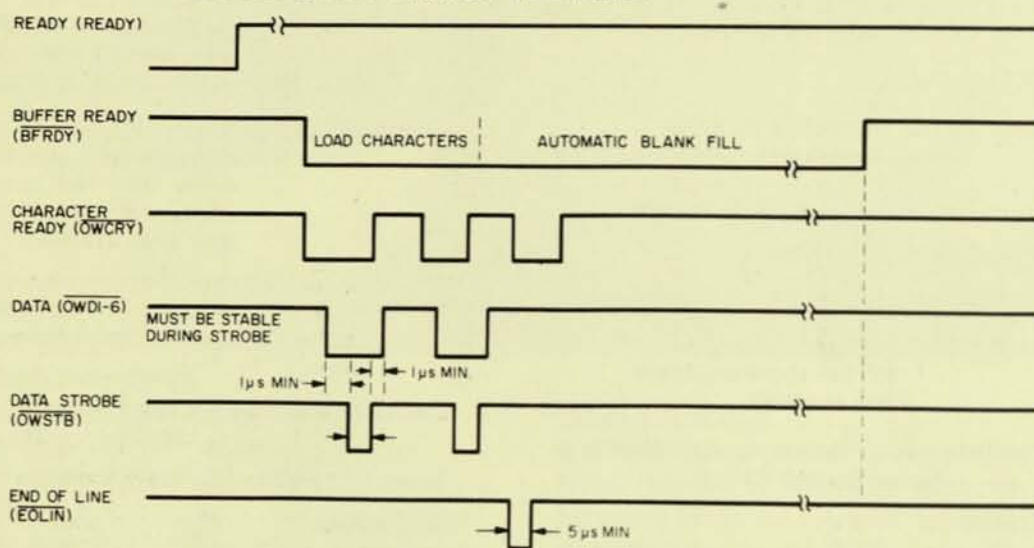 READY (READY)
BUFFER READY
(BFRDY)
LOAD CHARACTERS
AUTOMATIC BLANK FILL
CHARACTER
READY (OWCRY)
DATA (OWDI-6)
MUST BE STABLE
DURING STROBE
1µs MIN
1µs MIN.
DATA STROBE
(OWSTB)
END OF LINE
(EOLIN)
5µs MIN